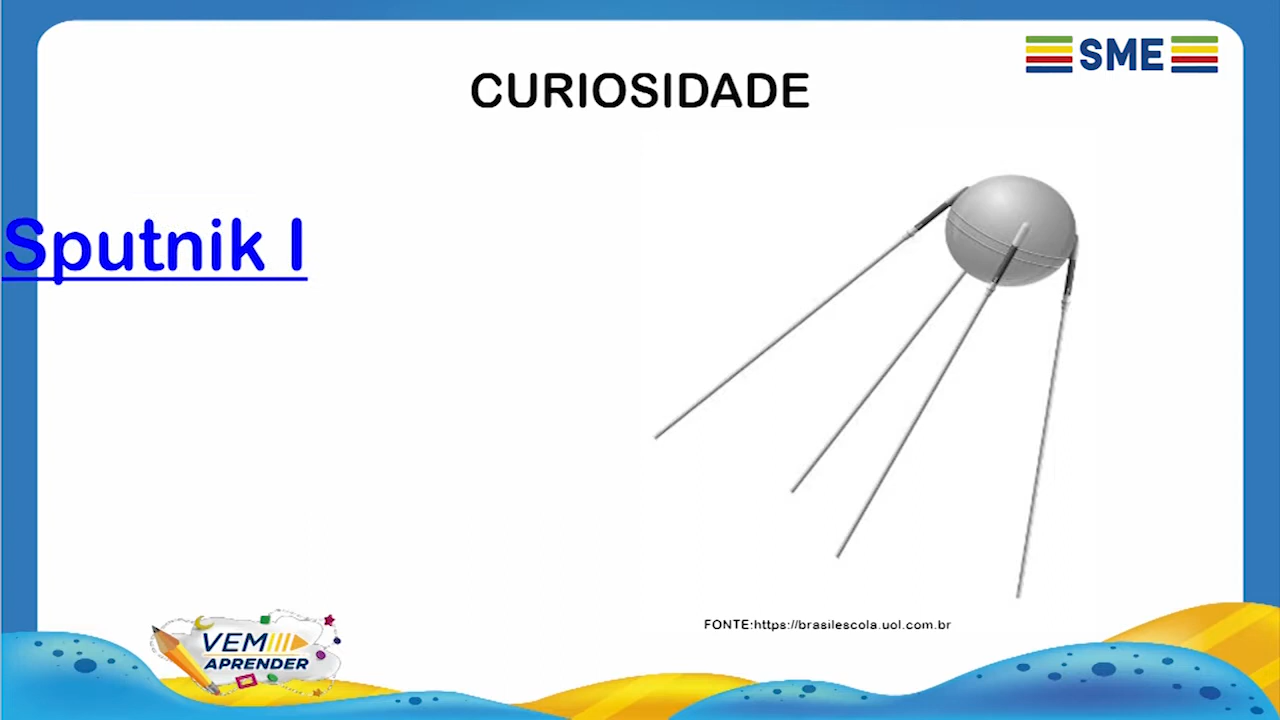 SME
CURIOSIDADE
Sputnik I
FONTE:https://brasilescola.uol.com.br
VEM
APRENDER